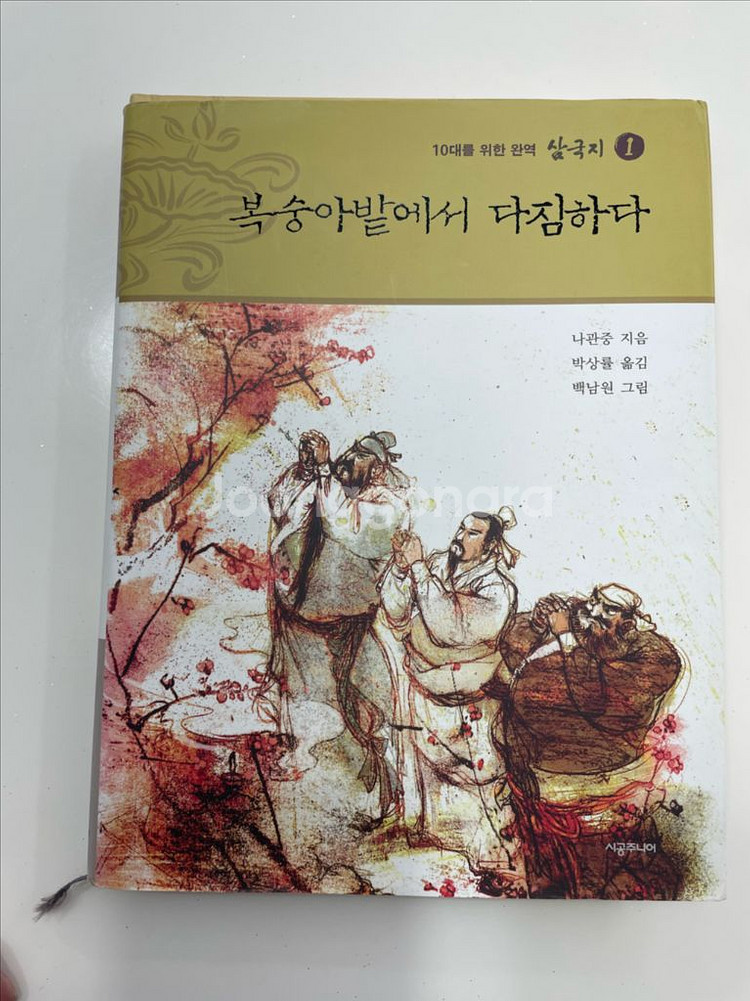 10대를 위한 완역 삼국지 1
복숭아밭에서 다짐하다
나관중 지음
박상률 옮김
백남원 그림
Joonggonara
시공주니어